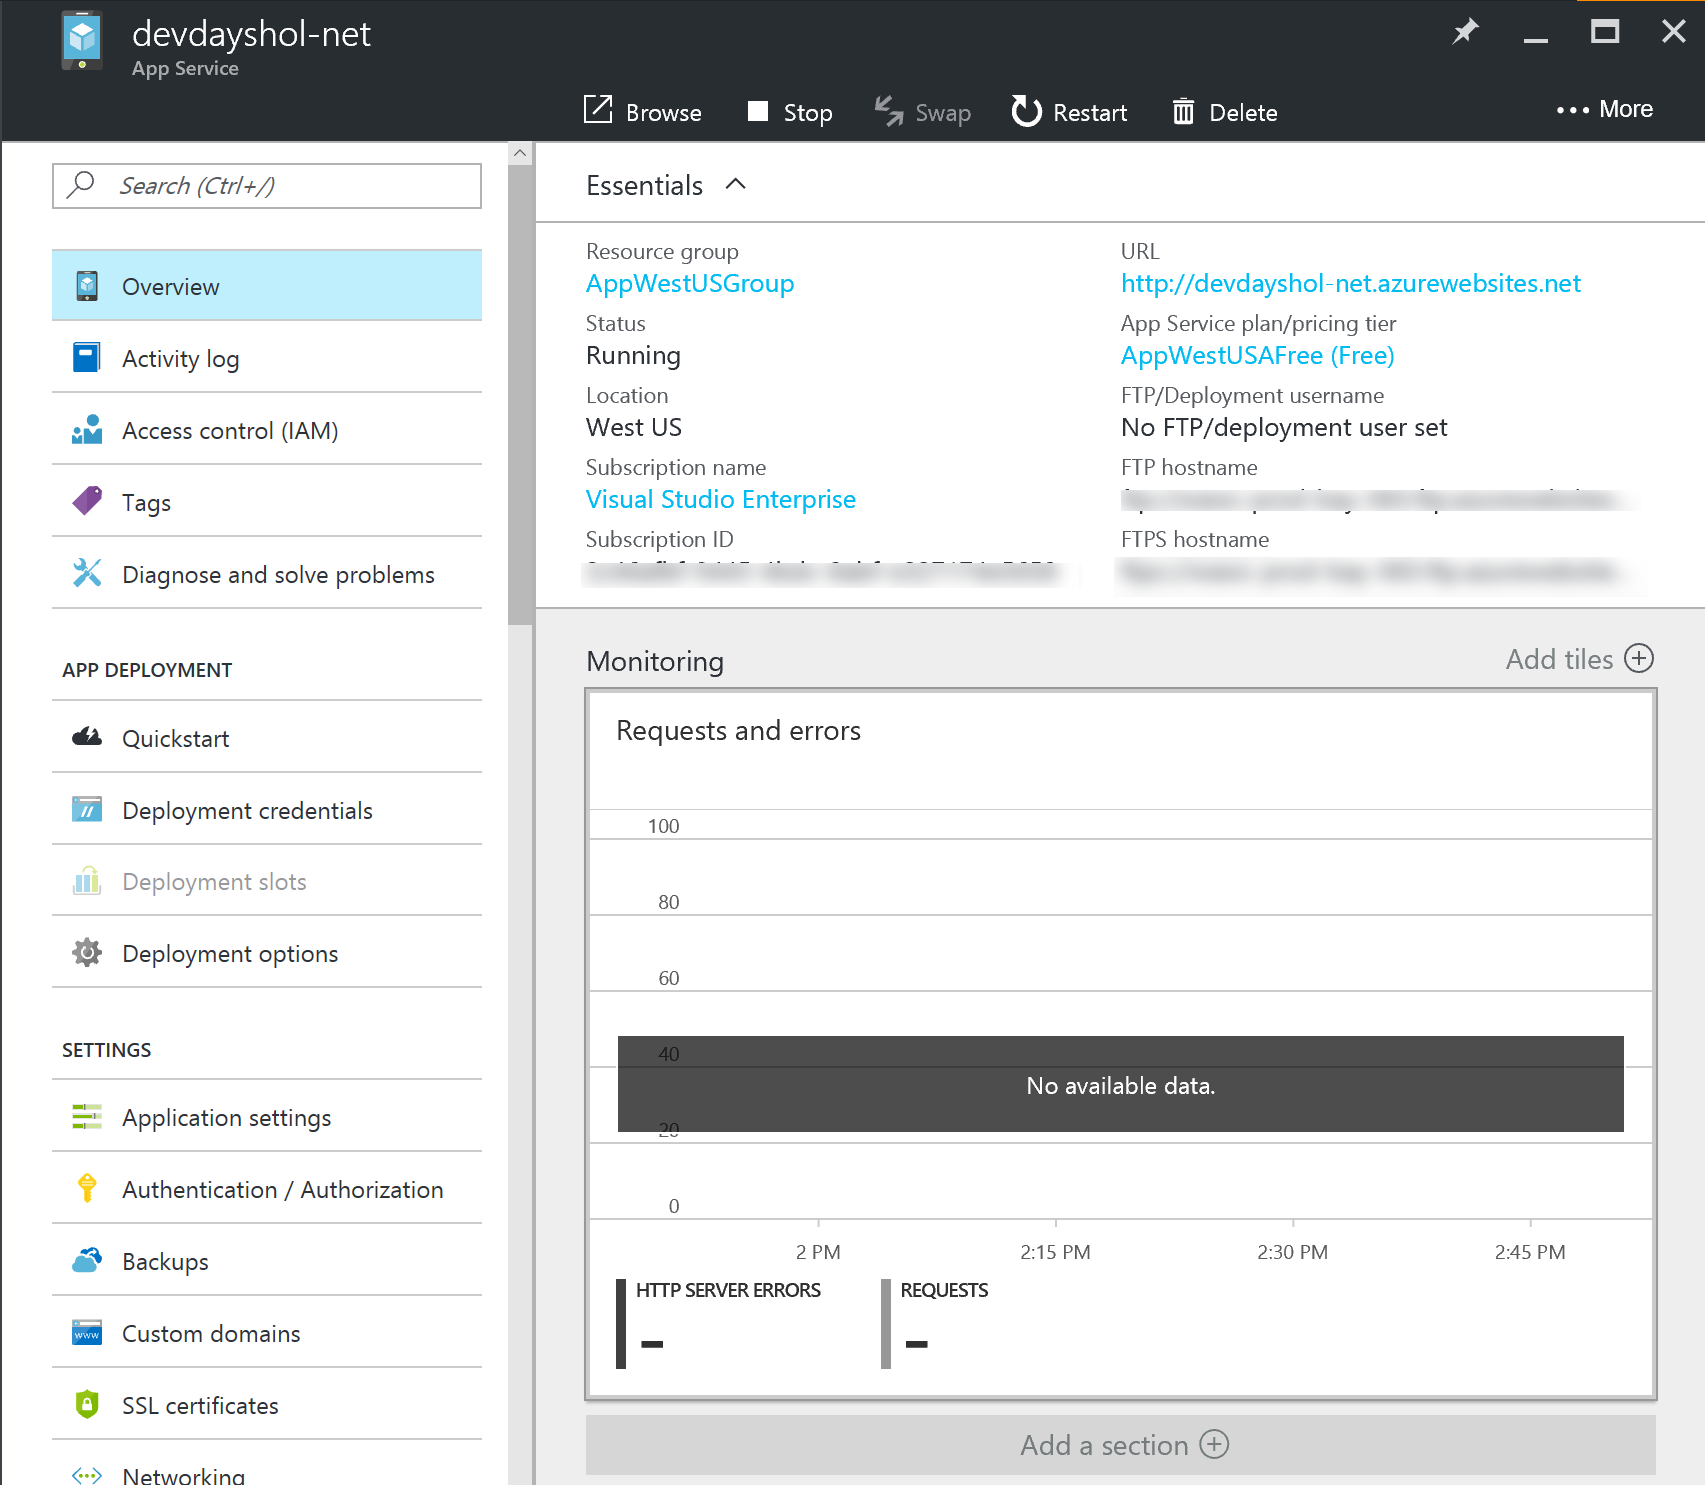 devdayshol-net
App Service
Browse
Stop
Swap
Restart
Delete
More
Search (Ctrl+/)
Overview
Activity log
Access control (IAM)
Tags
Diagnose and solve problems
APP DEPLOYMENT
Quickstart
Deployment credentials
Deployment slots
Deployment options
SETTINGS
Application settings
Authentication / Authorization
Backups
Custom domains
SSL certificates
Networking
Essentials
Resource group
AppWestUSGroup
Status
Running
Location
West US
Subscription name
Visual Studio Enterprise
Subscription ID
URL
http://devdayshol-net.azurewebsites.net
App Service plan/pricing tier
AppWestUSAFree (Free)
FTP/Deployment username
No FTP/deployment user set
FTP hostname
FTPS hostname
Monitoring
Add tiles
Requests and errors
100
80
60
40
No available data.
20
0
2 PM
2:15 PM
2:30 PM
2:45 PM
HTTP SERVER ERRORS
--
REQUESTS
--
Add a section